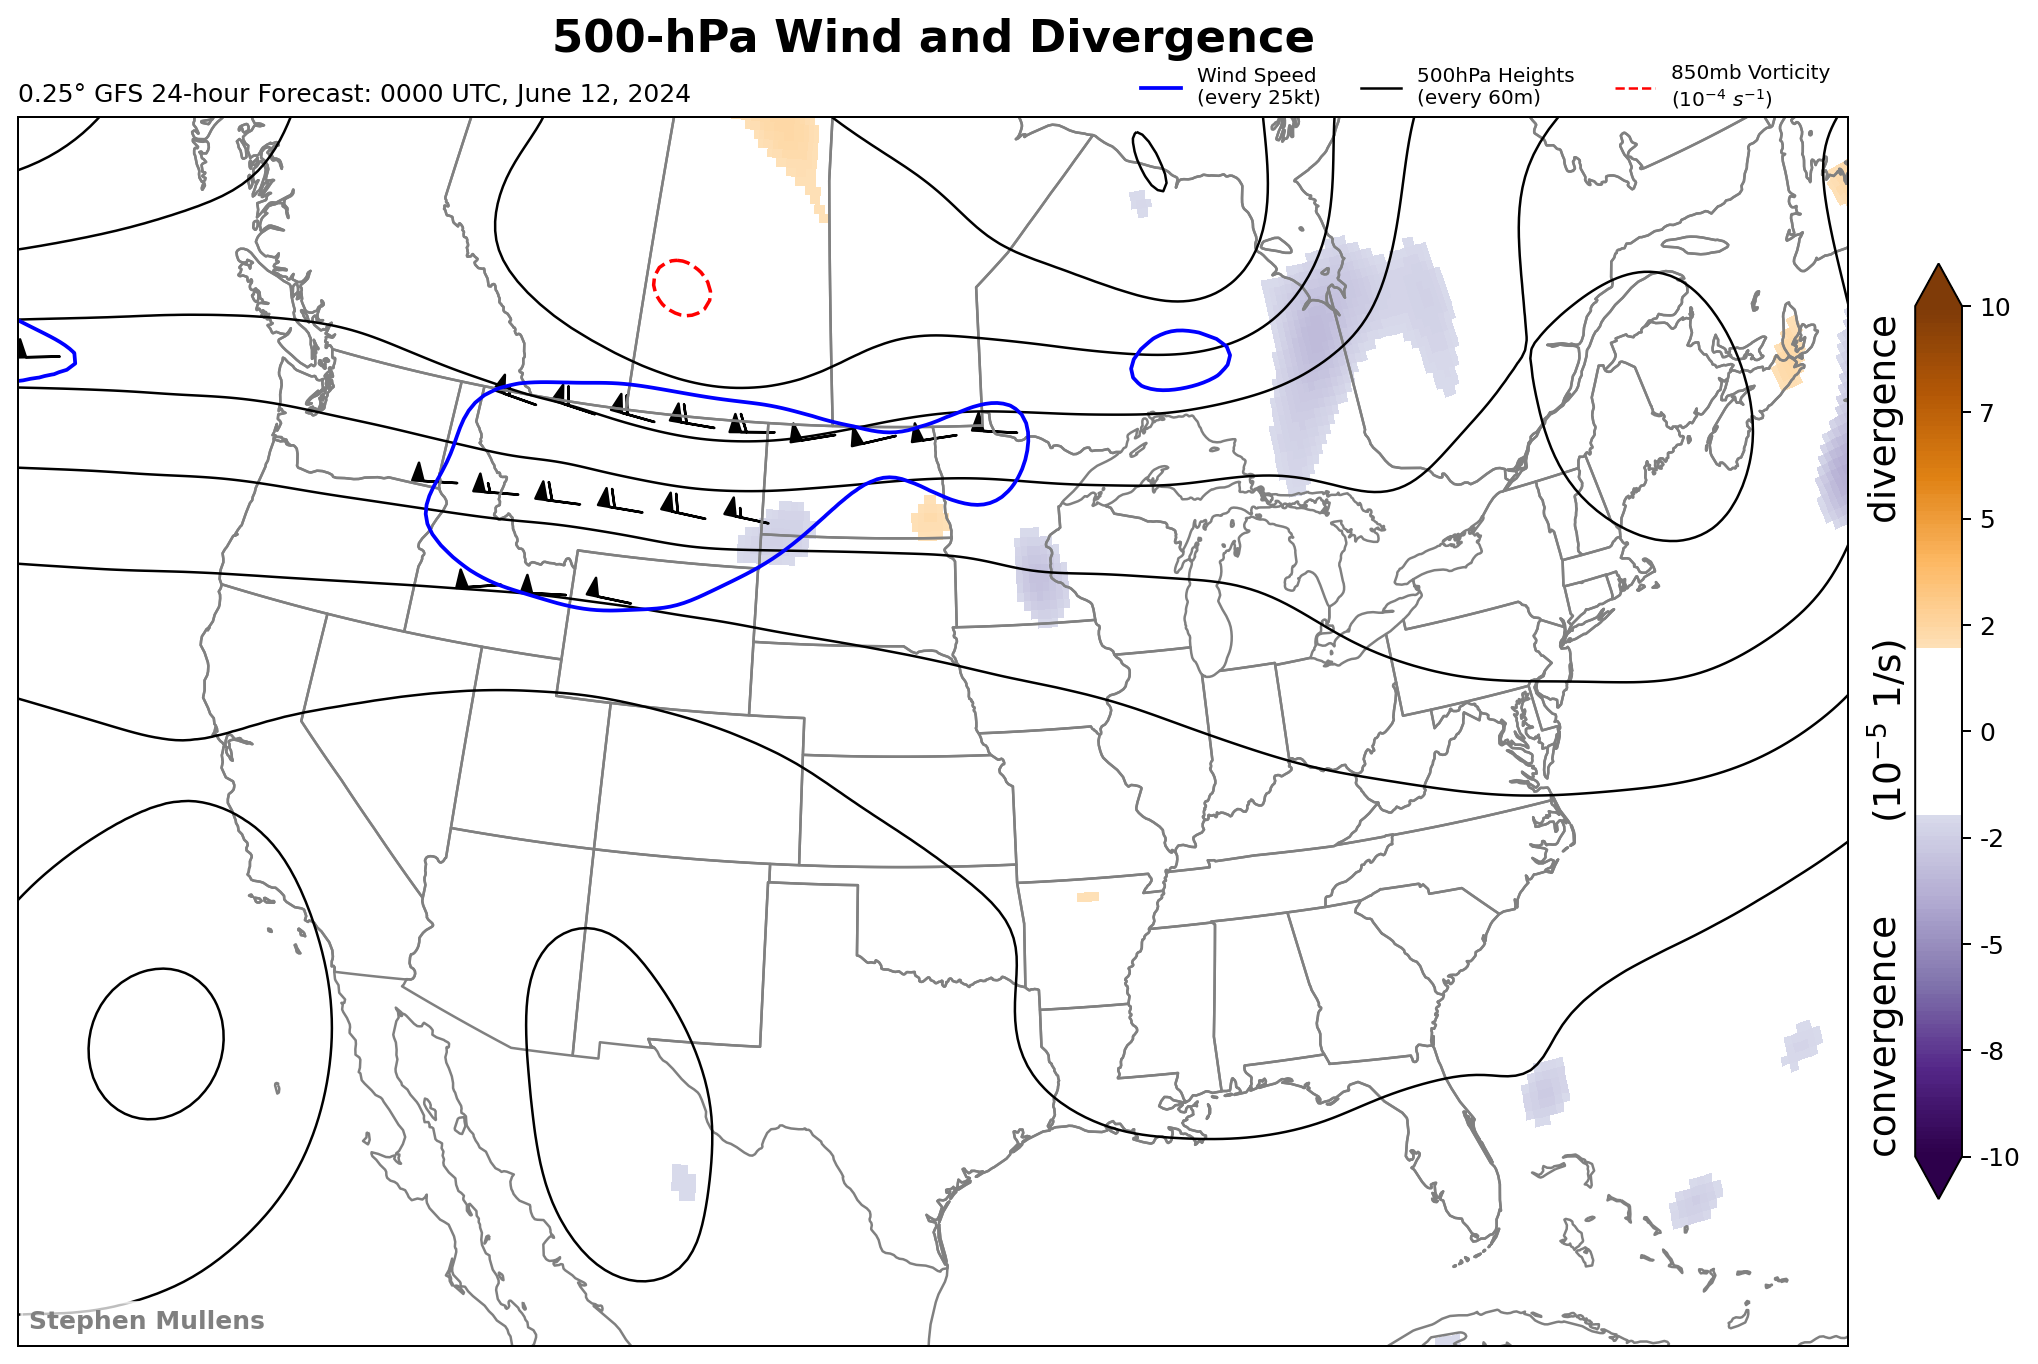 500-hPa Wind and Divergence
0.25° GFS 24-hour Forecast: 0000 UTC, June 12, 2024
Wind Speed
(every 25kt)
500hPa Heights
(every 60m)
850mb Vorticity
(10⁻⁴ s⁻¹)
10
7
5
2
0
-2
-5
-8
-10
convergence (10⁻⁵ 1/s) divergence
Stephen Mullens